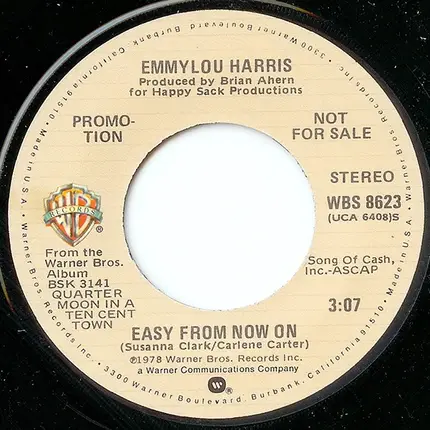 EMMYLOU HARRIS
Produced by Brian Ahern
for Happy Sack Productions
PROMO-
TION
NOT
FOR SALE
STEREO
WBS 8623
(UCA 6408)S
WB
RECORDS
From the
Warner Bros.
Album
BSK 3141
QUARTER
MOON IN A
TEN CENT
TOWN
Song of Cash,
Inc.-ASCAP
3:07
EASY FROM NOW ON
(Susanna Clark/Carlene Carter)
℗1978 Warner Bros. Records Inc.
a Warner Communications Company
W
Warner Bros. Records Inc. • 3300 Warner Boulevard, Burbank, California 91510 • Made in U.S.A. •